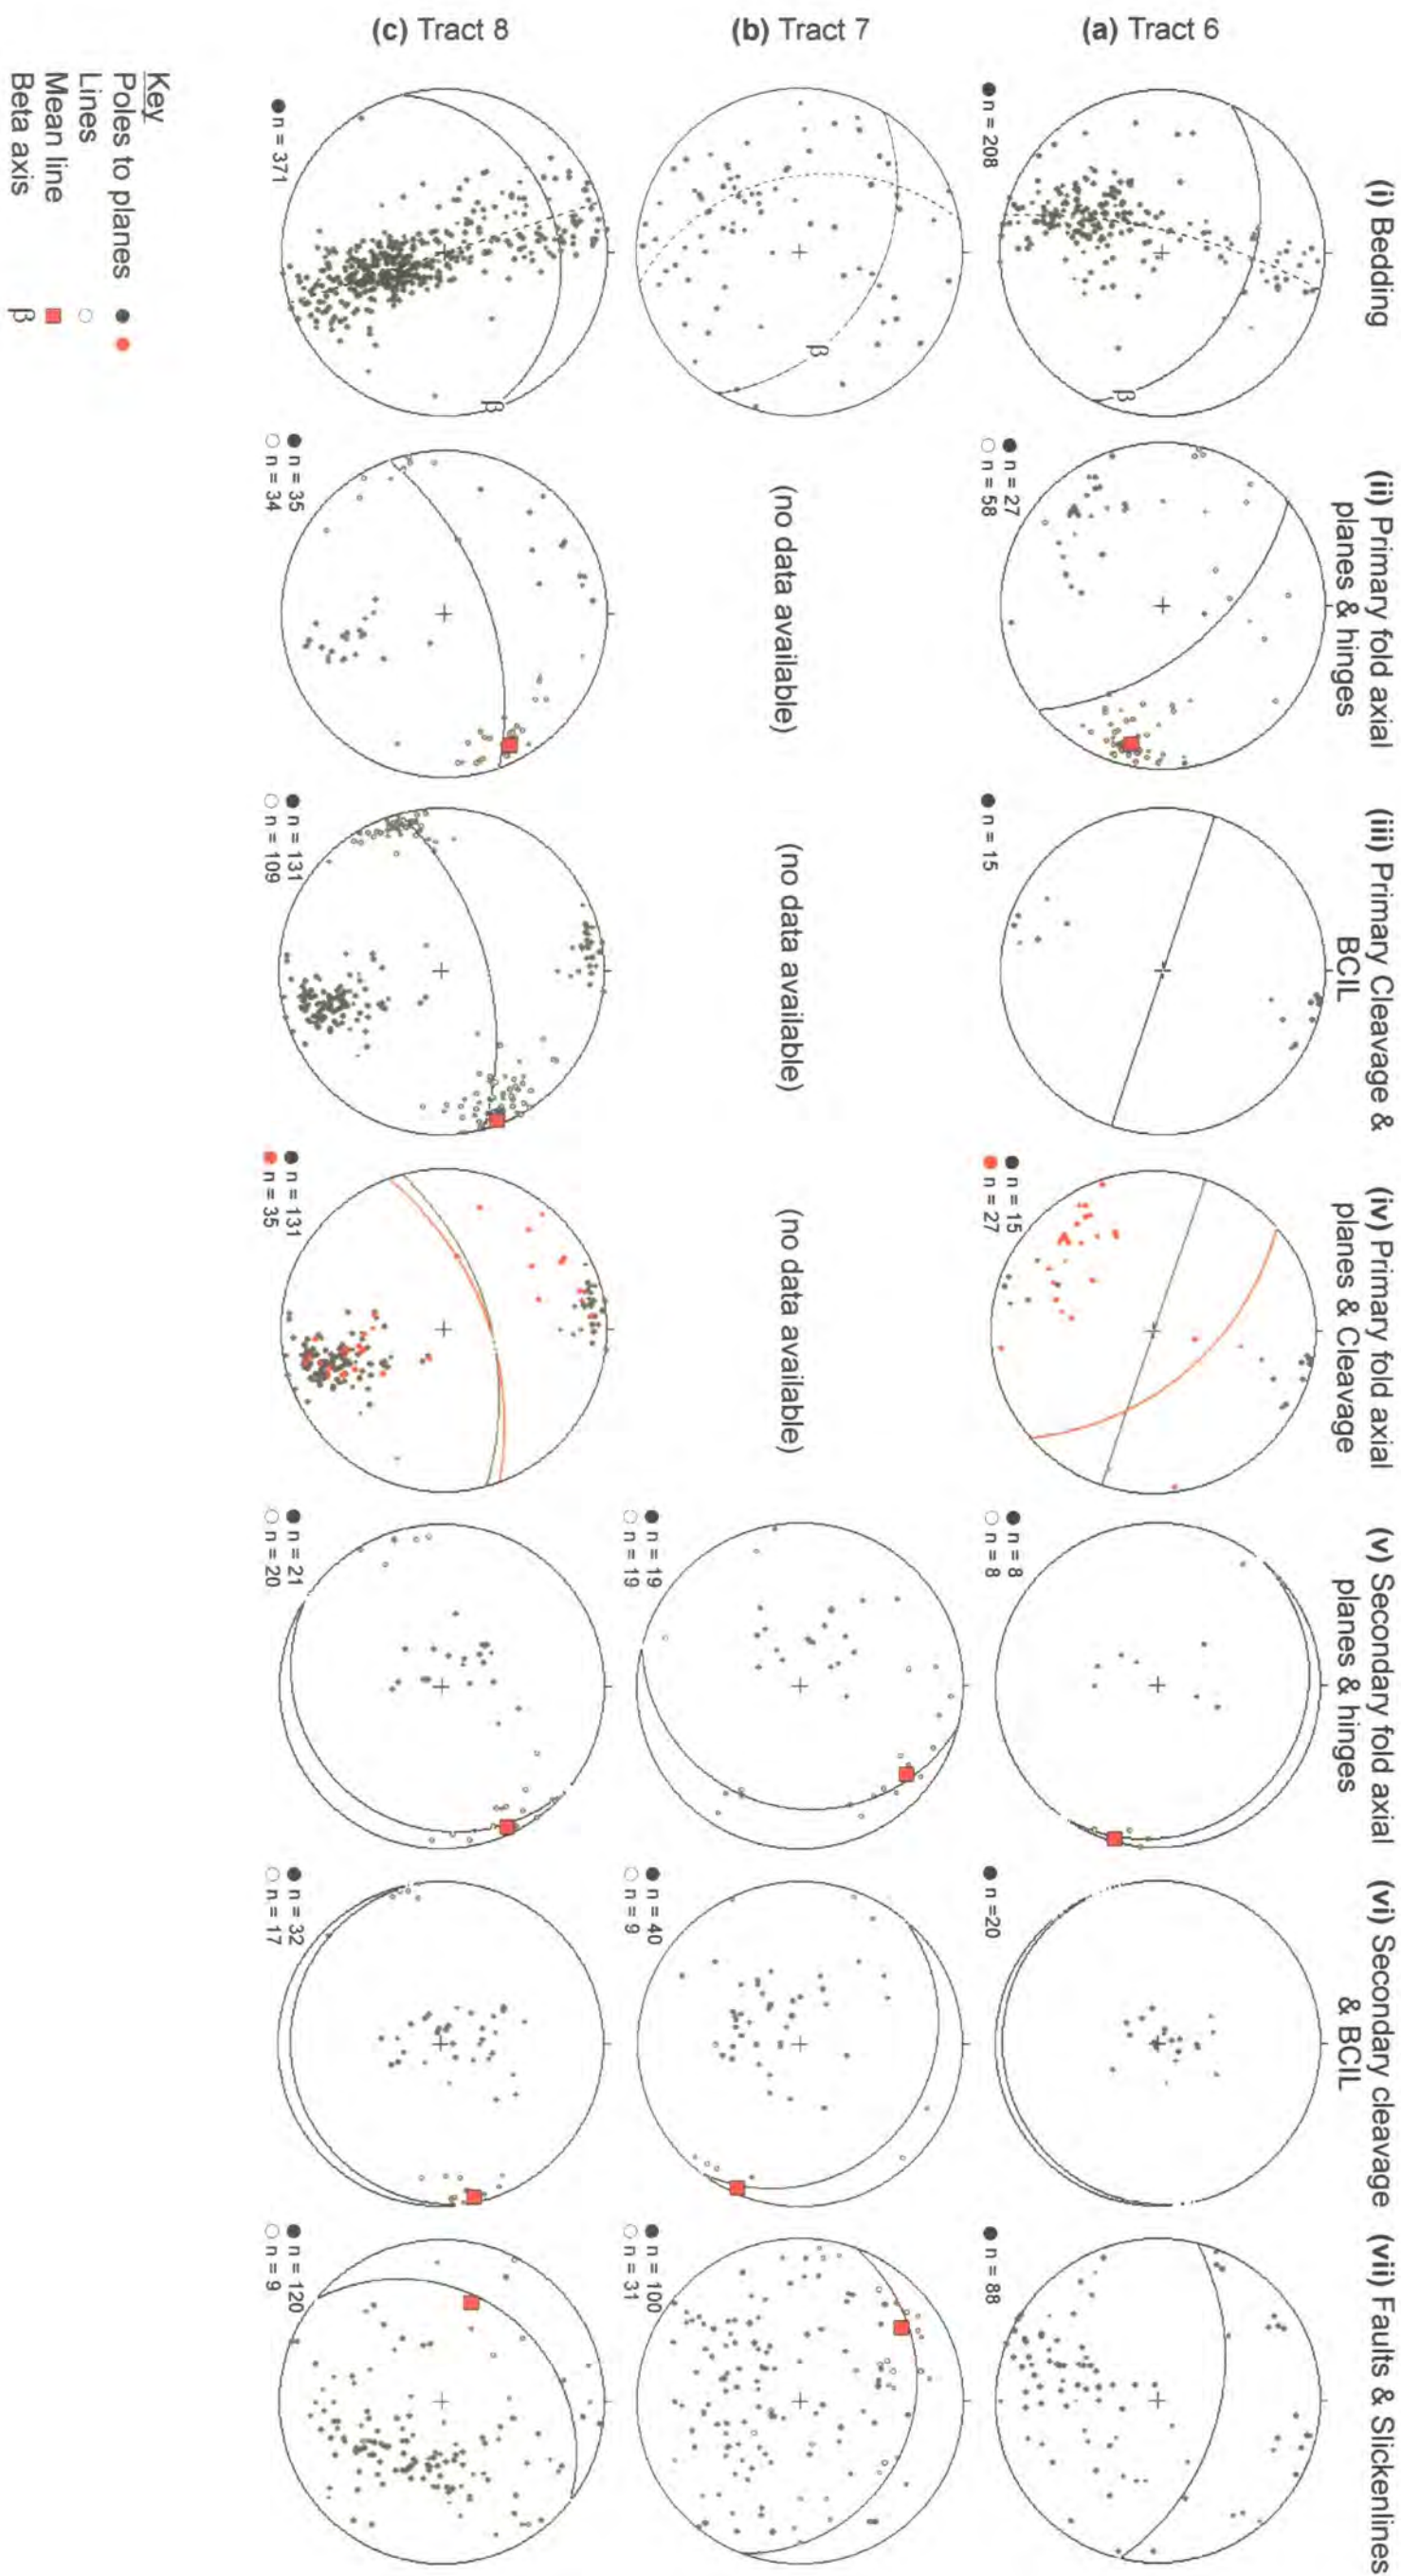 (i) Bedding
(ii) Primary fold axial
planes & hinges
(iii) Primary Cleavage &
BCIL
(iv) Primary fold axial
planes & Cleavage
(v) Secondary fold axial
planes & hinges
(vi) Secondary cleavage
& BCIL
(vii) Faults & Slickenlines
(a) Tract 6
β
● n = 208
● n = 27
○ n = 58
● n = 15
● n = 15
● n = 27
● n = 8
○ n = 8
● n =20
● n = 88
(b) Tract 7
β
(no data available)
(no data available)
(no data available)
● n = 19
○ n = 19
● n = 40
○ n = 9
● n = 100
○ n = 31
(c) Tract 8
β
● n = 371
● n = 35
○ n = 34
● n = 131
○ n = 109
● n = 131
● n = 35
● n = 21
○ n = 20
● n = 32
○ n = 17
● n = 120
○ n = 9
Key
Poles to planes ● ●
Lines ○
Mean line ■
Beta axis β